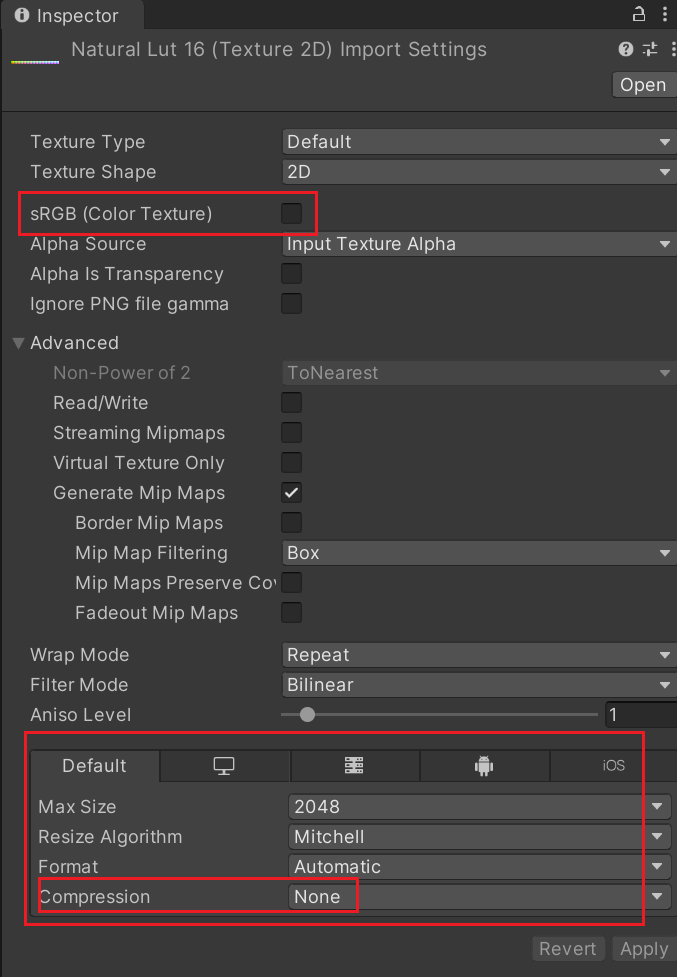 Inspector
Natural Lut 16 (Texture 2D) Import Settings
Open
Texture Type Default
Texture Shape 2D
sRGB (Color Texture)
Alpha Source Input Texture Alpha
Alpha Is Transparency
Ignore PNG file gamma
Advanced
Non-Power of 2 ToNearest
Read/Write
Streaming Mipmaps
Virtual Texture Only
Generate Mip Maps
Border Mip Maps
Mip Map Filtering Box
Mip Maps Preserve Cov
Fadeout Mip Maps
Wrap Mode Repeat
Filter Mode Bilinear
Aniso Level 1
Default iOS
Max Size 2048
Resize Algorithm Mitchell
Format Automatic
Compression None
Revert Apply